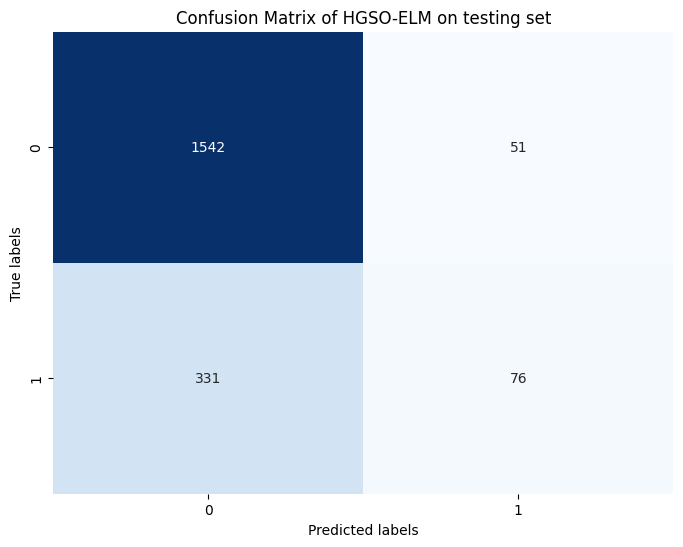 Confusion Matrix of HGSO-ELM on testing set
True labels
0
1542
51
1
331
76
0
1
Predicted labels